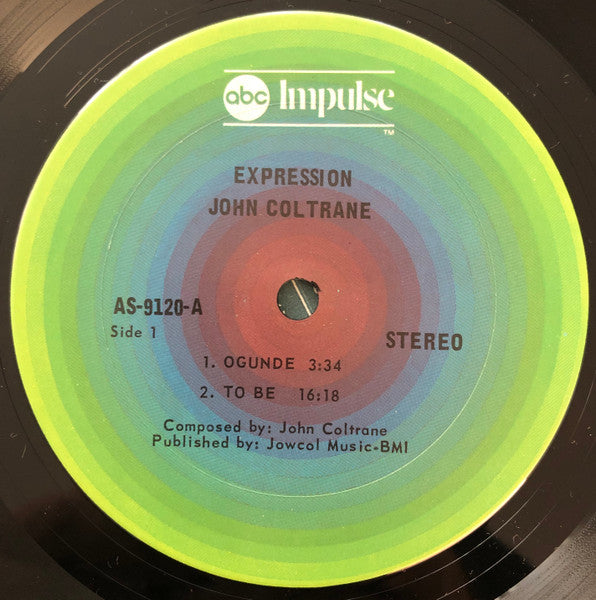 abc Impulse
TM
EXPRESSION
JOHN COLTRANE
AS-9120-A
Side 1
STEREO
1. OGUNDE 3:34
2. TO BE 16:18
Composed by: John Coltrane
Published by: Jowcol Music-BMI